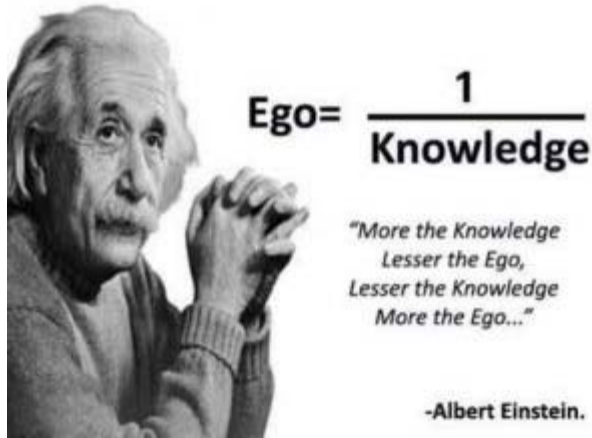 Ego= 1
Knowledge
“More the Knowledge
Lesser the Ego,
Lesser the Knowledge
More the Ego...”
-Albert Einstein.